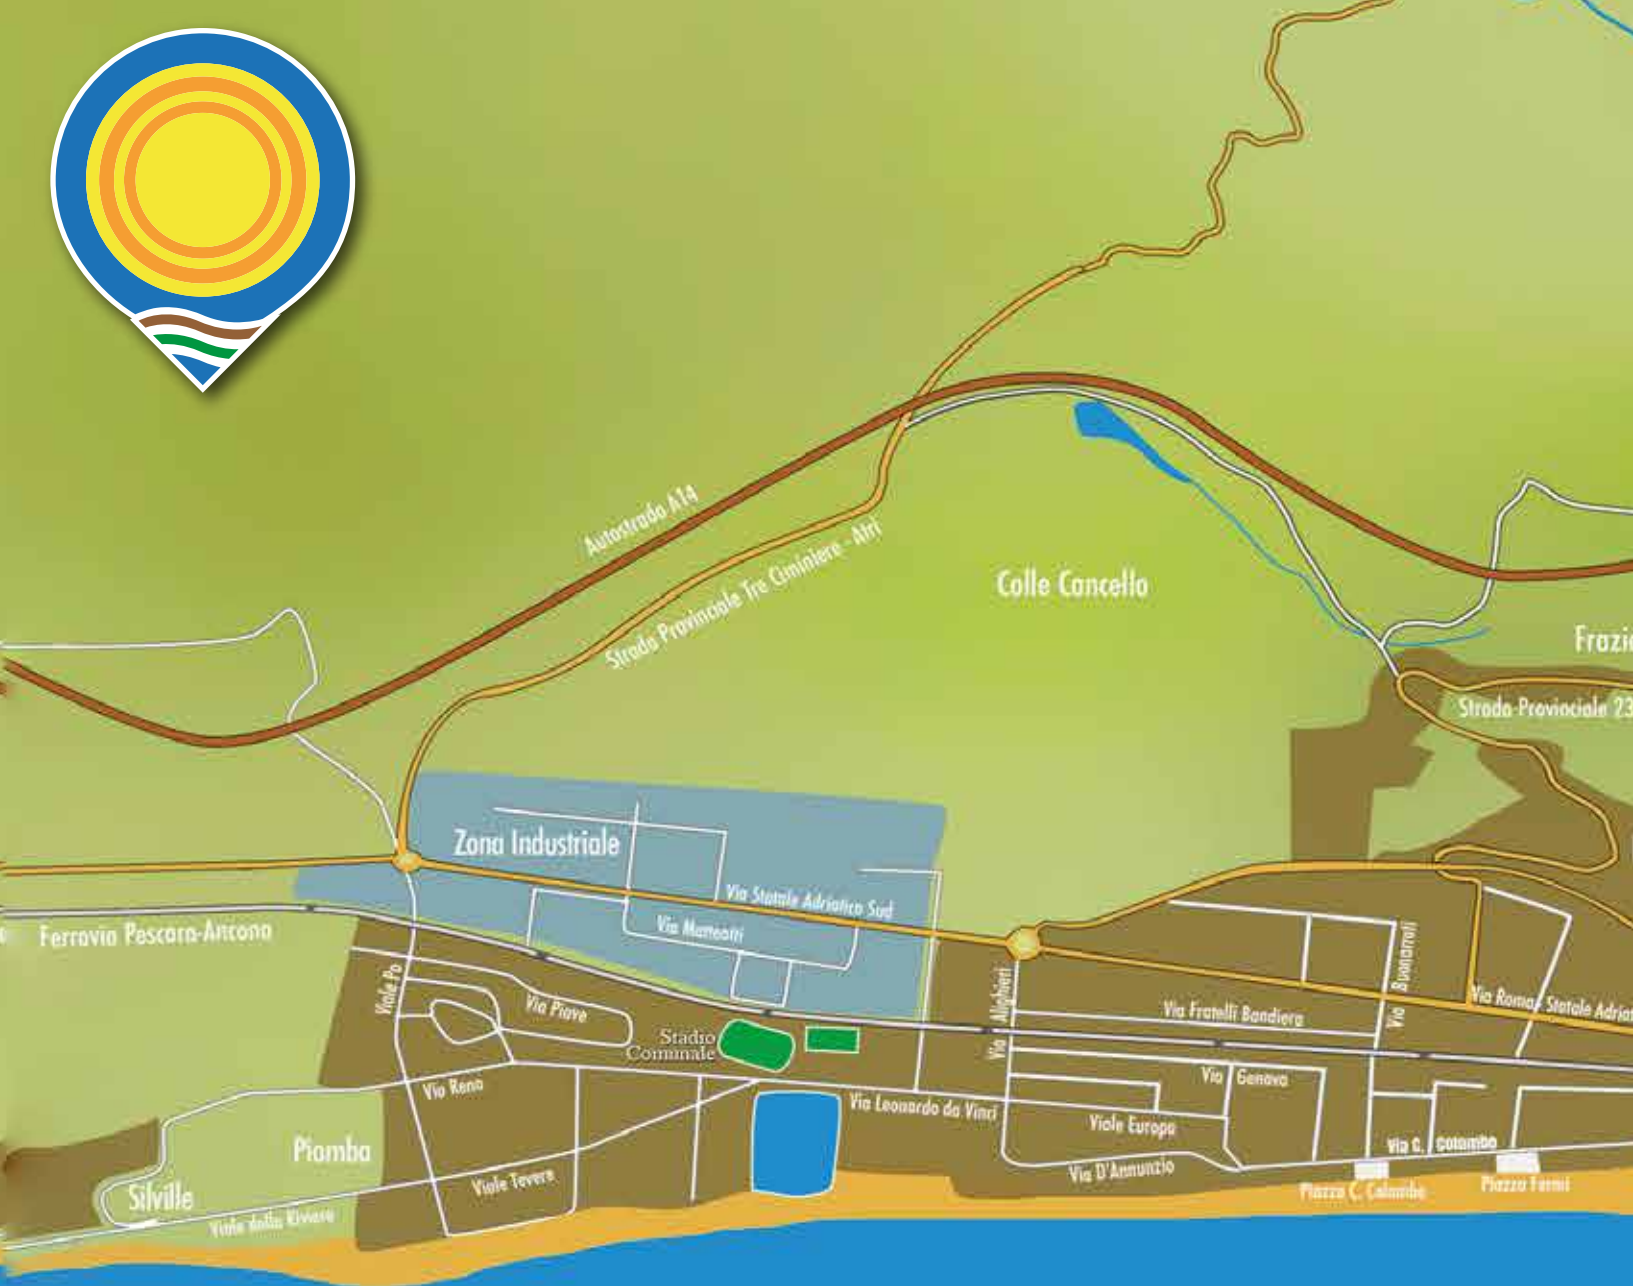 Autostrada A14
Strada Provinciale Tre Ciminiere - Atri
Colle Cancello
Strada Provinciale 23
Zona Industriale
Via Statale Adriatica Sud
Via Matteotti
Ferrovia Pescara-Ancona
Viale Po
Via Piave
Stadio
Comunale
Via Alighieri
Via Buonarroti
Via Fratelli Bandiera
Via Roma - Statale
Via Reno
Via Genova
Via Leonardo da Vinci
Viale Europa
Via C. Colombo
Piomba
Via D'Annunzio
Viale Tevere
Piazza C. Colombo
Piazza Fermi
Silville
Viale della Riviera